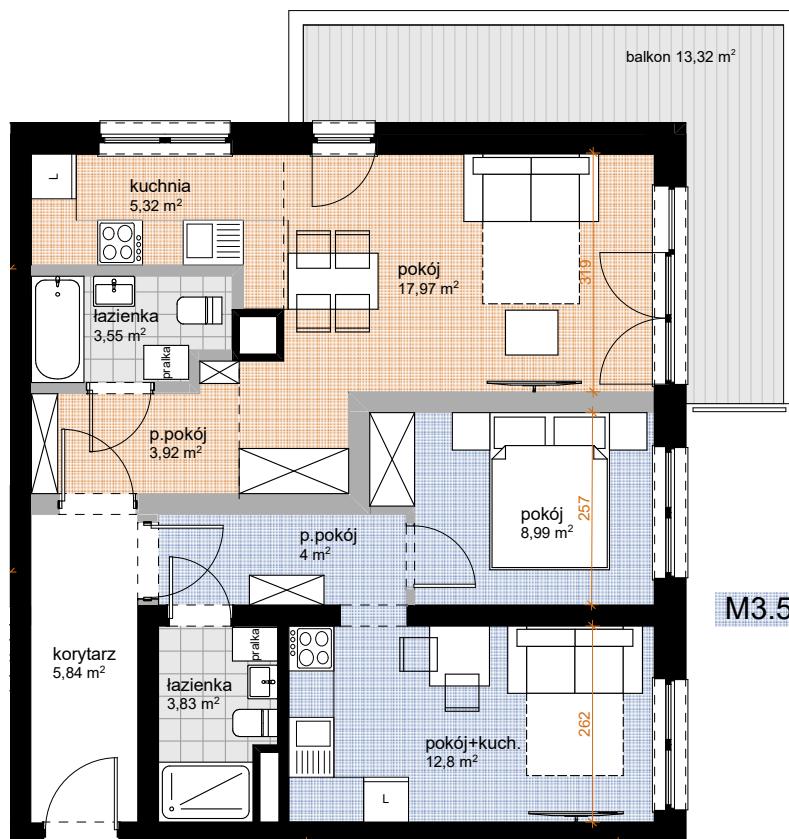 balkon 13,32 m²
L
kuchnia
5,32 m²
pokój
17,97 m²
319
łazienka
3,55 m²
pralka
p.pokój
3,92 m²
pokój
8,99 m²
257
p.pokój
4 m²
M3.5
korytarz
5,84 m²
pralka
łazienka
3,83 m²
pokój+kuch.
12,8 m²
262
L